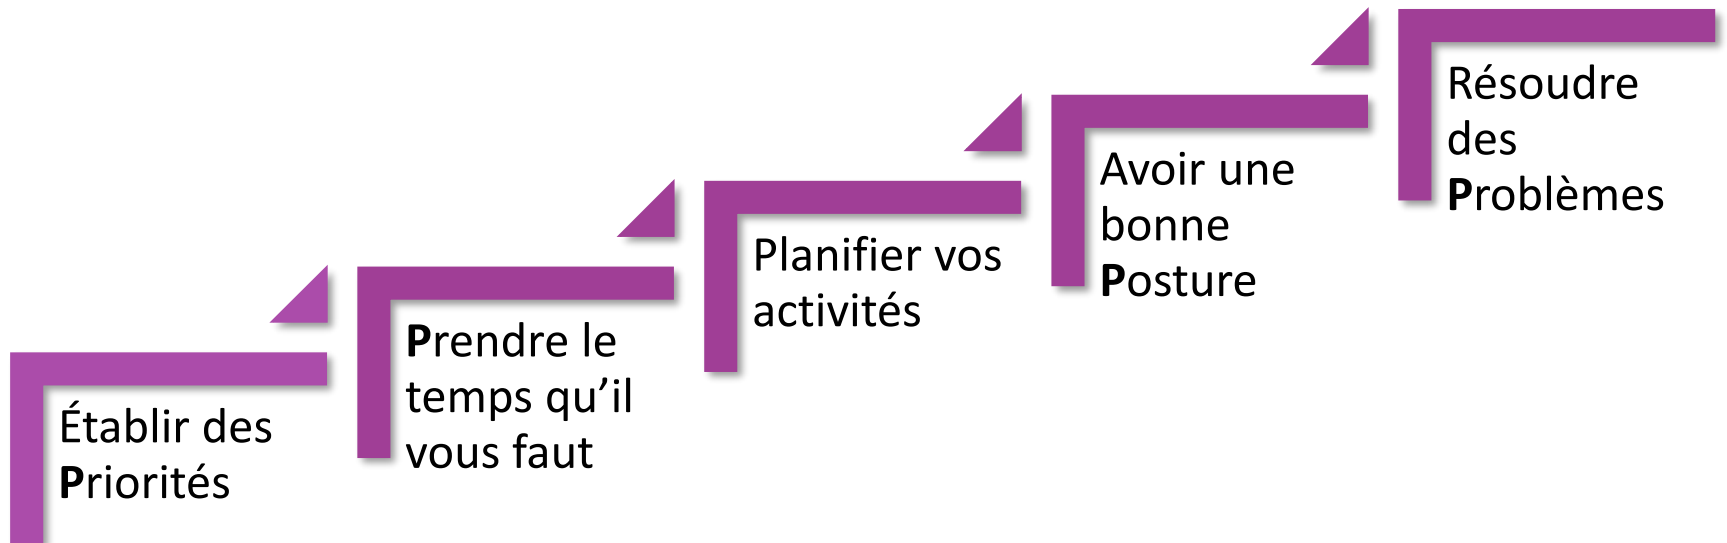 Établir des
Priorités
Prendre le
temps qu’il
vous faut
Planifier vos
activités
Avoir une
bonne
Posture
Résoudre
des
Problèmes